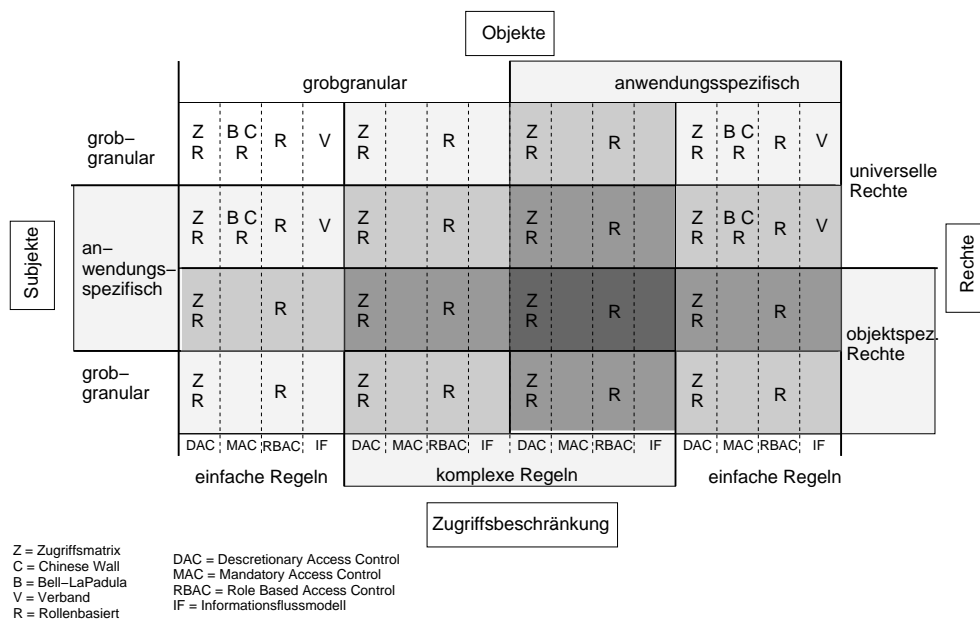 Objekte
grobgranular
anwendungsspezifisch
grob−
granular
Z B C R V Z R Z R Z B C R V
R R R R R R
universelle
Rechte
Subjekte
an−
wendungs−
spezifisch
Z B C R V Z R Z R Z B C R V
R R R R R R
Rechte
Z R Z R Z R Z R
R R R R
objektspez.
Rechte
grob−
granular
Z R Z R Z R Z R
R R R R
DAC MAC RBAC IF DAC MAC RBAC IF DAC MAC RBAC IF DAC MAC RBAC IF
einfache Regeln komplexe Regeln einfache Regeln
Zugriffsbeschränkung
Z = Zugriffsmatrix
C = Chinese Wall
B = Bell−LaPadula
V = Verband
R = Rollenbasiert
DAC = Descretionary Access Control
MAC = Mandatory Access Control
RBAC = Role Based Access Control
IF = Informationsflussmodell